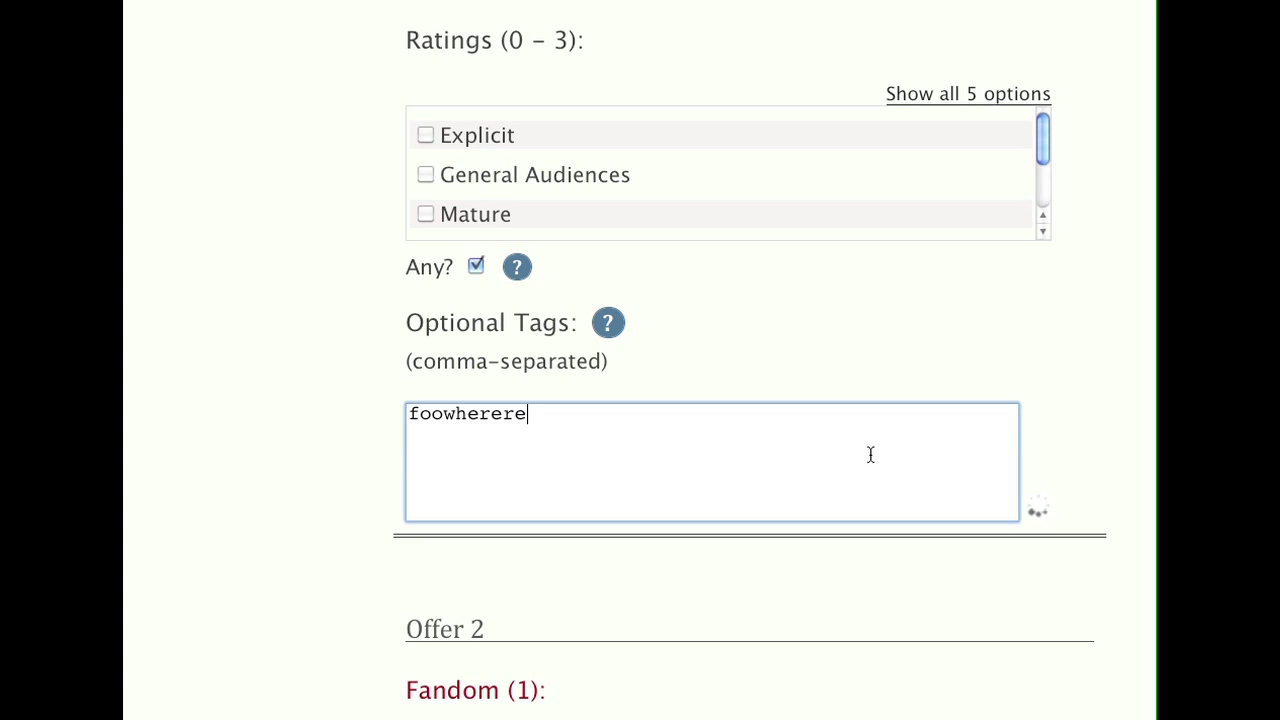 Ratings (0 – 3):
Show all 5 options
Explicit
General Audiences
Mature
Any? ?
Optional Tags: ?
(comma-separated)
foowherere
Offer 2
Fandom (1):